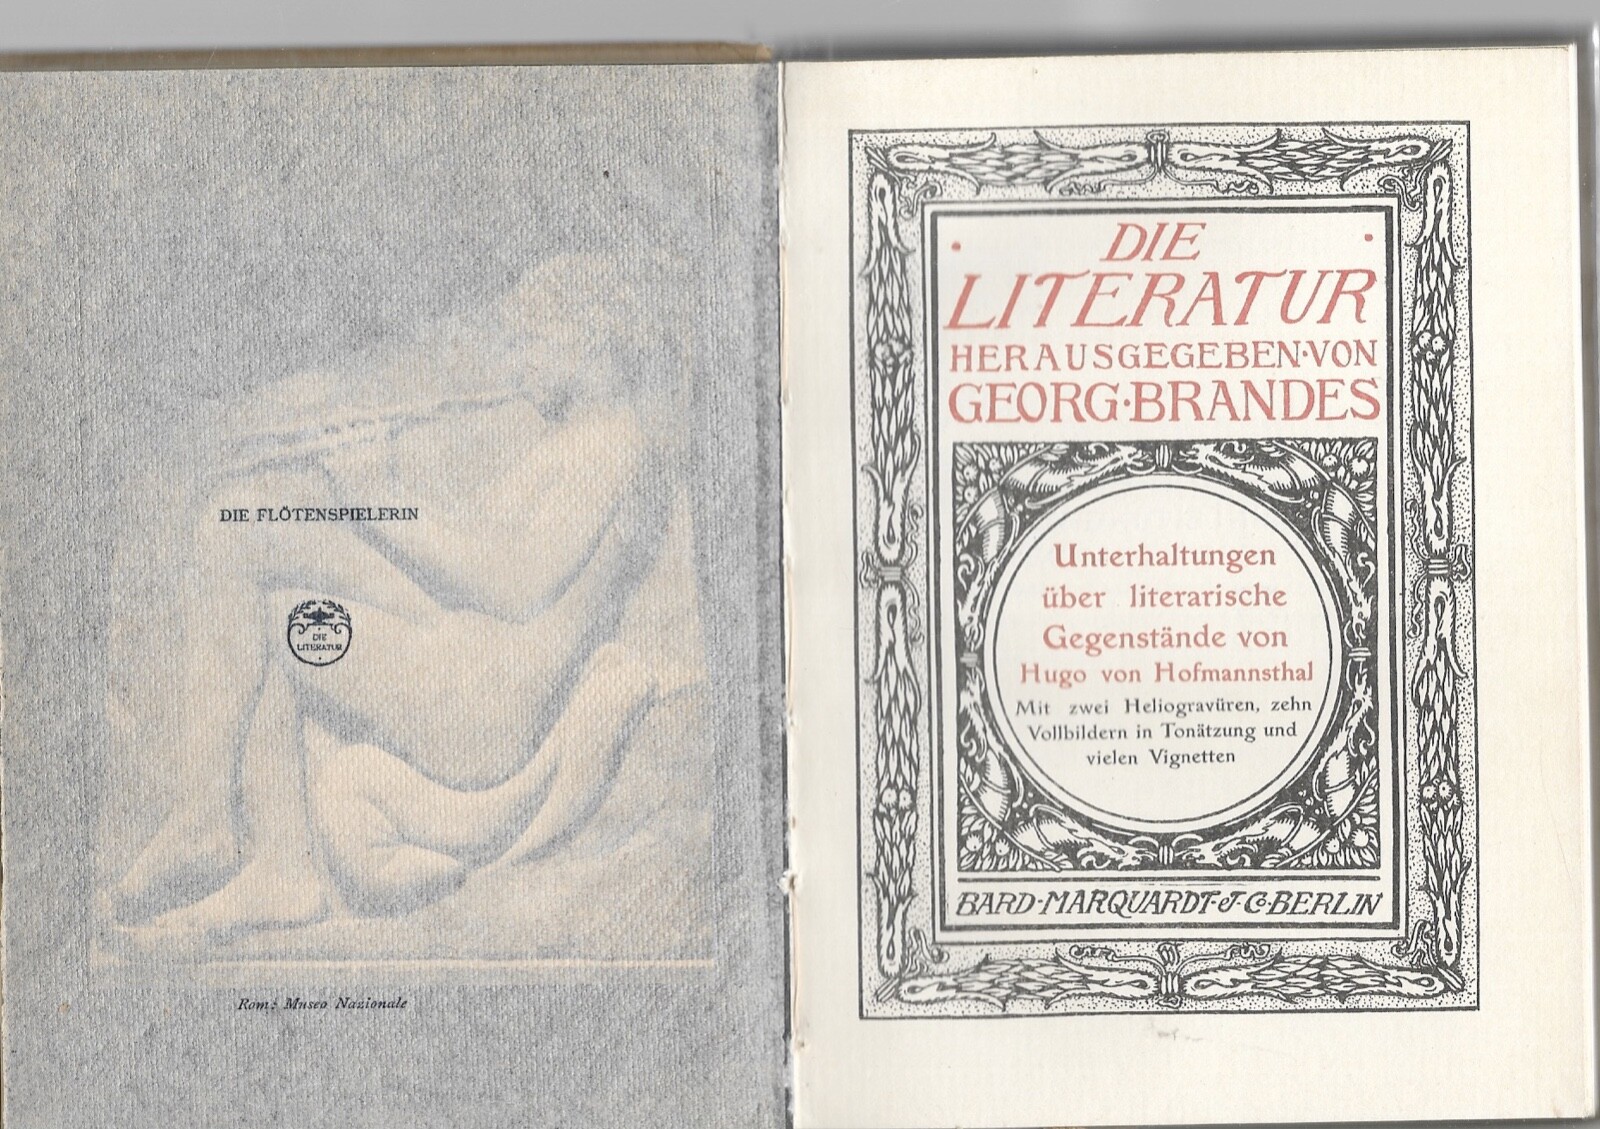 DIE FLÖTENSPIELERIN
DIE
LITERATUR
Rom: Museo Nazionale
DIE
LITERATUR
HERAUSGEGEBEN·VON
GEORG·BRANDES
Unterhaltungen
über literarische
Gegenstände von
Hugo von Hofmannsthal
Mit zwei Heliogravüren, zehn
Vollbildern in Tonätzung und
vielen Vignetten
BARD·MARQUARDT·&·Co·BERLIN